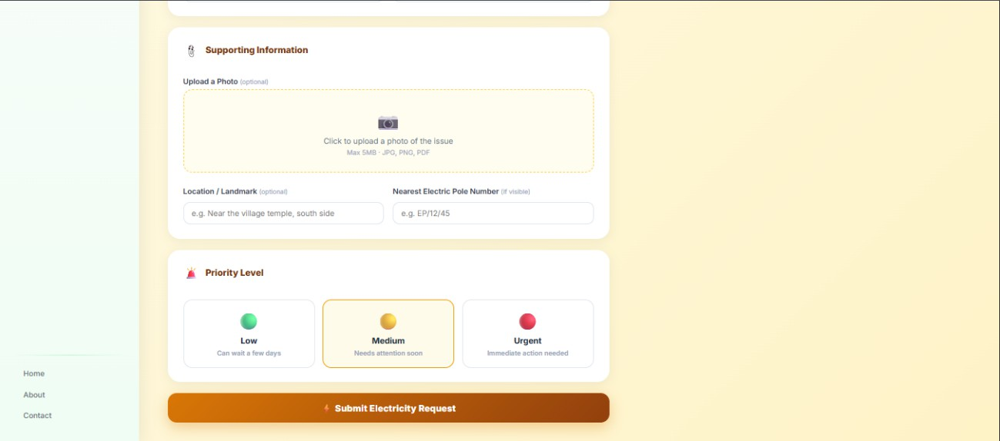 Supporting Information
Upload a Photo (optional)
Click to upload a photo of the issue
Max 5MB · JPG, PNG, PDF
Location / Landmark (optional)
Nearest Electric Pole Number (if visible)
e.g. Near the village temple, south side
e.g. EP/12/45
Priority Level
Low
Can wait a few days
Medium
Needs attention soon
Urgent
Immediate action needed
Submit Electricity Request
Home
About
Contact